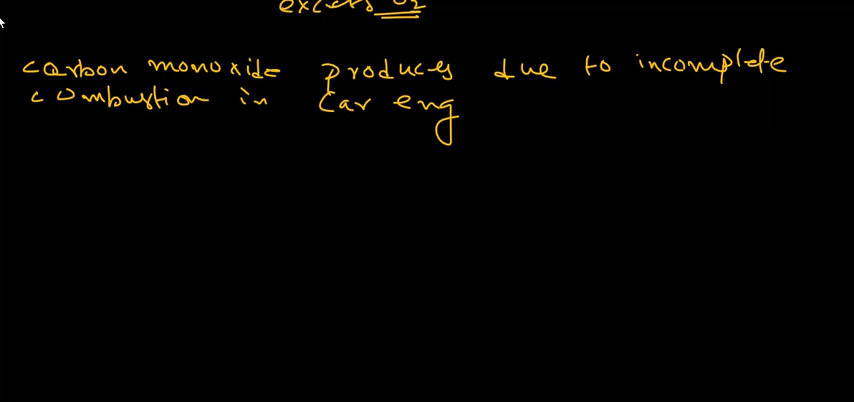 excess O2
carbon monoxide produces due to incomplete
combustion in Car eng